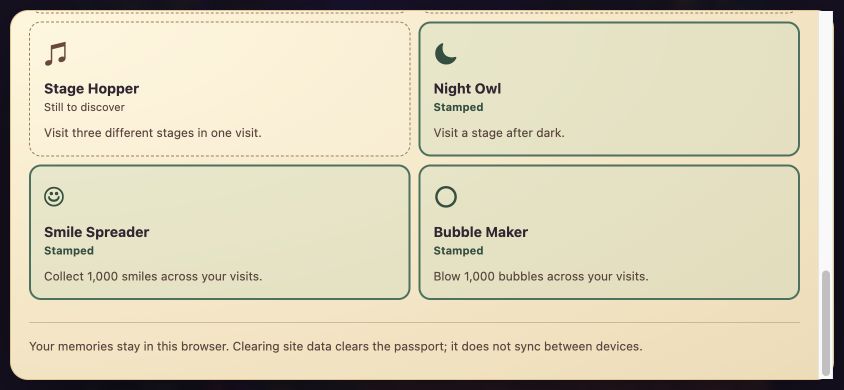 Stage Hopper
Still to discover
Visit three different stages in one visit.
Night Owl
Stamped
Visit a stage after dark.
Smile Spreader
Stamped
Collect 1,000 smiles across your visits.
Bubble Maker
Stamped
Blow 1,000 bubbles across your visits.
Your memories stay in this browser. Clearing site data clears the passport; it does not sync between devices.